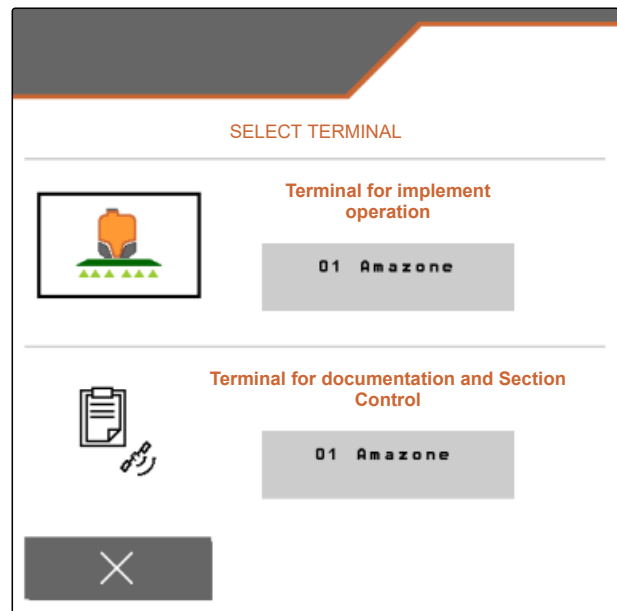 SELECT TERMINAL
Terminal for implement
operation
01 Amazone
Terminal for documentation and Section
Control
01 Amazone